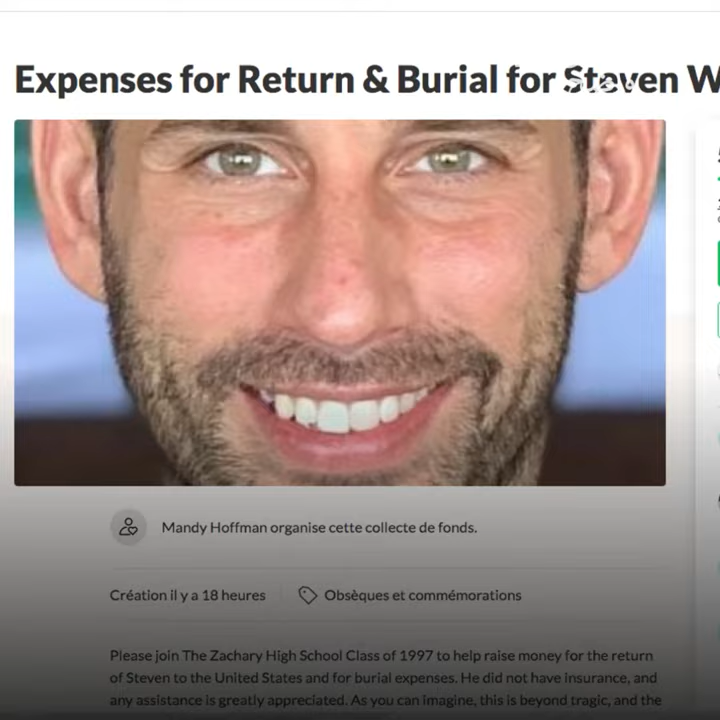 Expenses for Return & Burial for Steven W
Mandy Hoffman organise cette collecte de fonds.
Création il y a 18 heures
Obsèques et commémorations
Please join The Zachary High School Class of 1997 to help raise money for the return
of Steven to the United States and for burial expenses. He did not have insurance, and
any assistance is greatly appreciated. As you can imagine, this is beyond tragic, and the